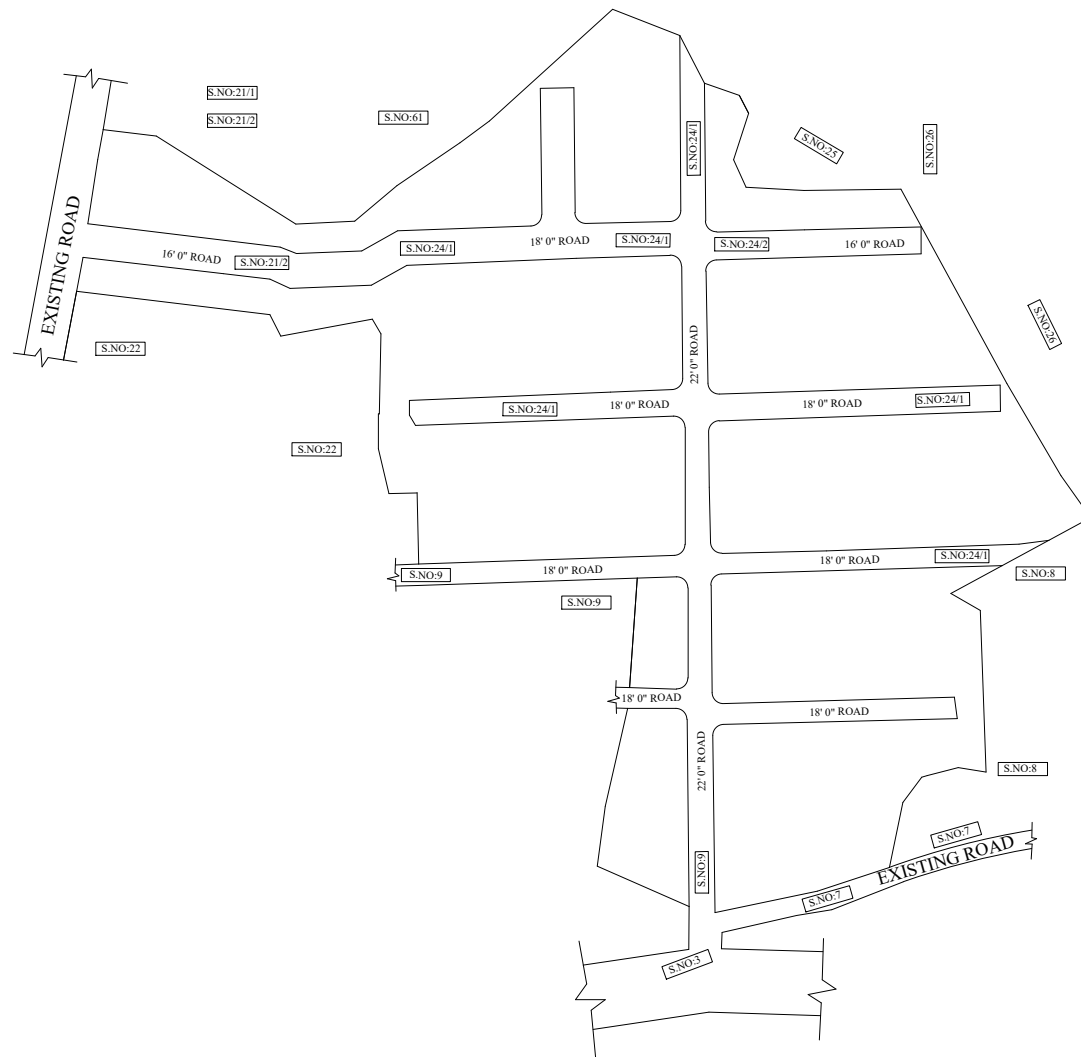 S.NO:21/1
S.NO:21/2
S.NO:61
S.NO:24/1
S.NO:25
S.NO:26
EXISTING ROAD
16' 0" ROAD
S.NO:21/2
S.NO:24/1
18' 0" ROAD
S.NO:24/1
S.NO:24/2
16' 0" ROAD
S.NO:26
S.NO:22
22' 0" ROAD
S.NO:24/1
18' 0" ROAD
18' 0" ROAD
S.NO:24/1
S.NO:22
S.NO:9
18' 0" ROAD
18' 0" ROAD
S.NO:24/1
S.NO:8
S.NO:9
18' 0" ROAD
18' 0" ROAD
22' 0" ROAD
S.NO:8
S.NO:7
EXISTING ROAD
S.NO:9
S.NO:7
S.NO:3